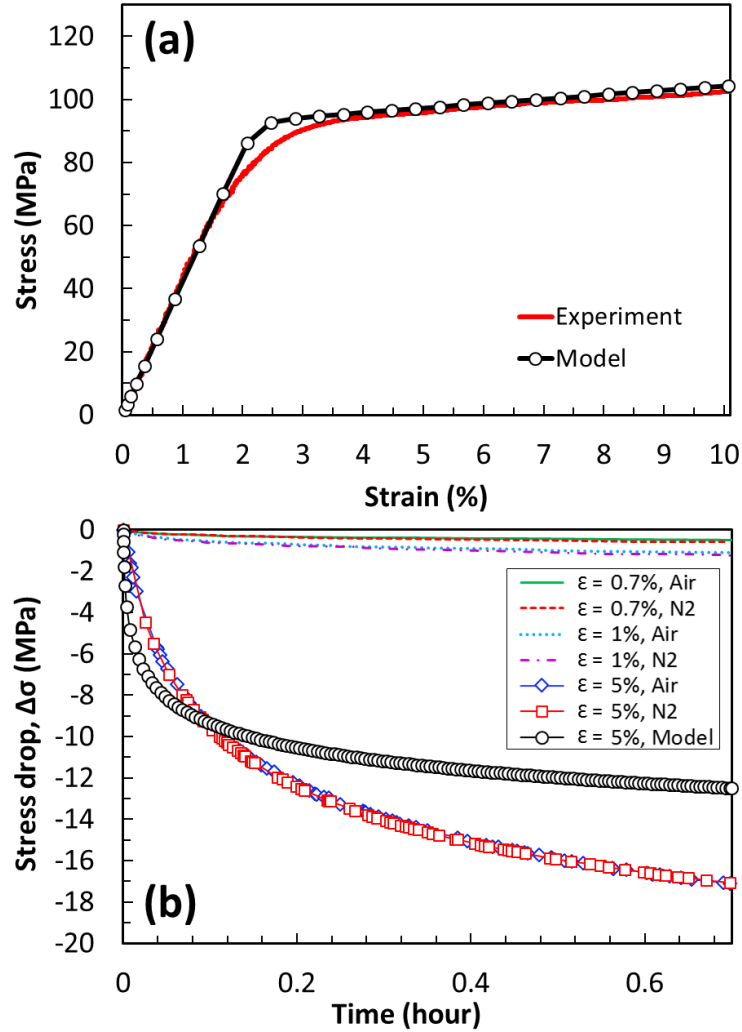 (a)
120
100
80
60
40
20
0
Stress (MPa)
Experiment
Model
0 1 2 3 4 5 6 7 8 9 10
Strain (%)
0
-2
-4
-6
-8
-10
-12
-14
-16
-18
-20
Stress drop, Δσ (MPa)
ε = 0.7%, Air
ε = 0.7%, N2
ε = 1%, Air
ε = 1%, N2
ε = 5%, Air
ε = 5%, N2
ε = 5%, Model
(b)
0 0.2 0.4 0.6
Time (hour)